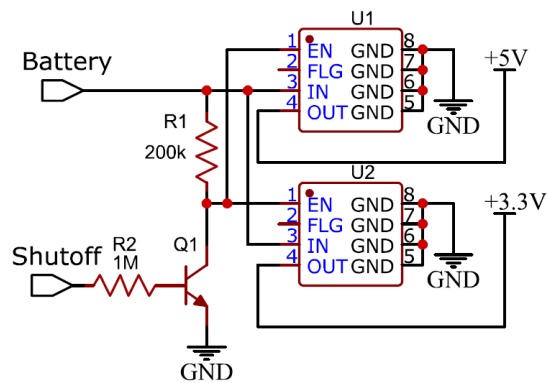 U1
Battery
1 EN GND 8
2 FLG GND 7
3 IN GND 6
4 OUT GND 5
+5V
GND
R1
200k
U2
1 EN GND 8
2 FLG GND 7
3 IN GND 6
4 OUT GND 5
+3.3V
GND
Shutoff
R2
1M
Q1
GND